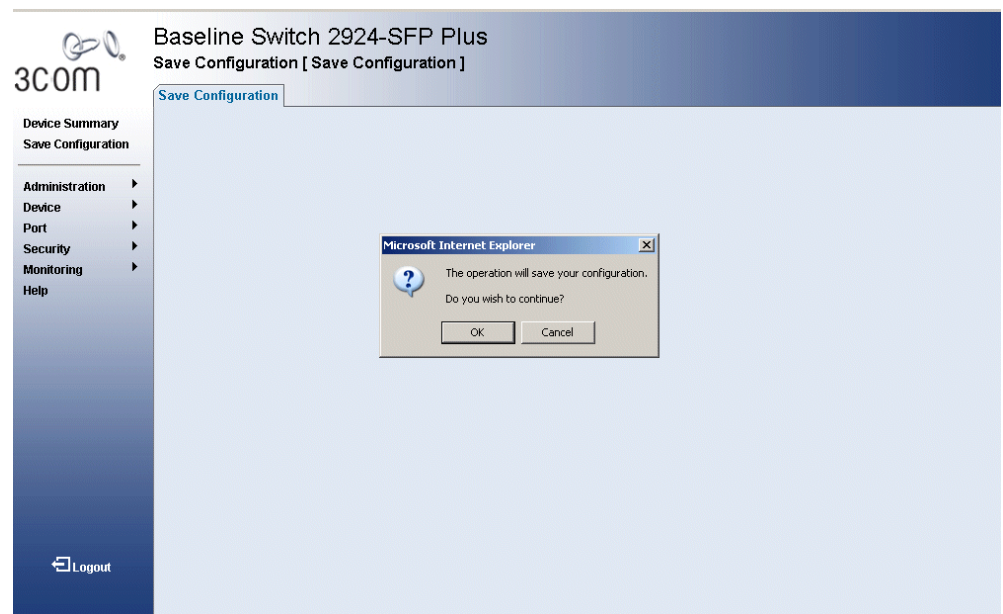 3COM
Baseline Switch 2924-SFP Plus
Save Configuration [ Save Configuration ]
Save Configuration
Device Summary
Save Configuration
Administration
Device
Port
Security
Monitoring
Help
Microsoft Internet Explorer
The operation will save your configuration.
Do you wish to continue?
OK
Cancel
Logout